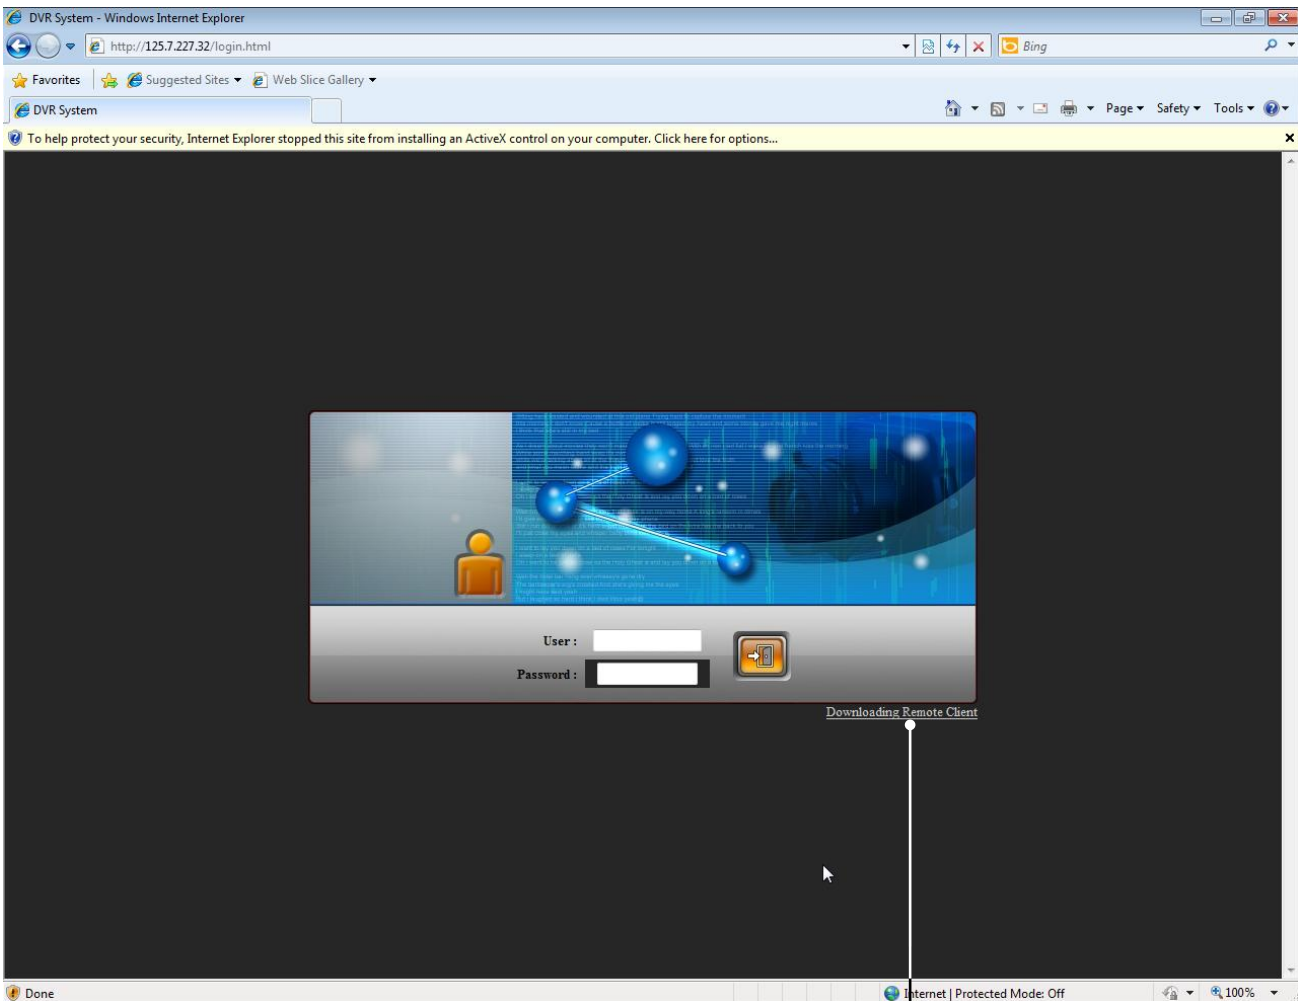 DVR System - Windows Internet Explorer
http://125.7.227.32/login.html
Bing
Favorites Suggested Sites Web Slice Gallery
DVR System
Page Safety Tools
To help protect your security, Internet Explorer stopped this site from installing an ActiveX control on your computer. Click here for options...
User :
Password :
Downloading Remote Client
Done
Internet | Protected Mode: Off
100%